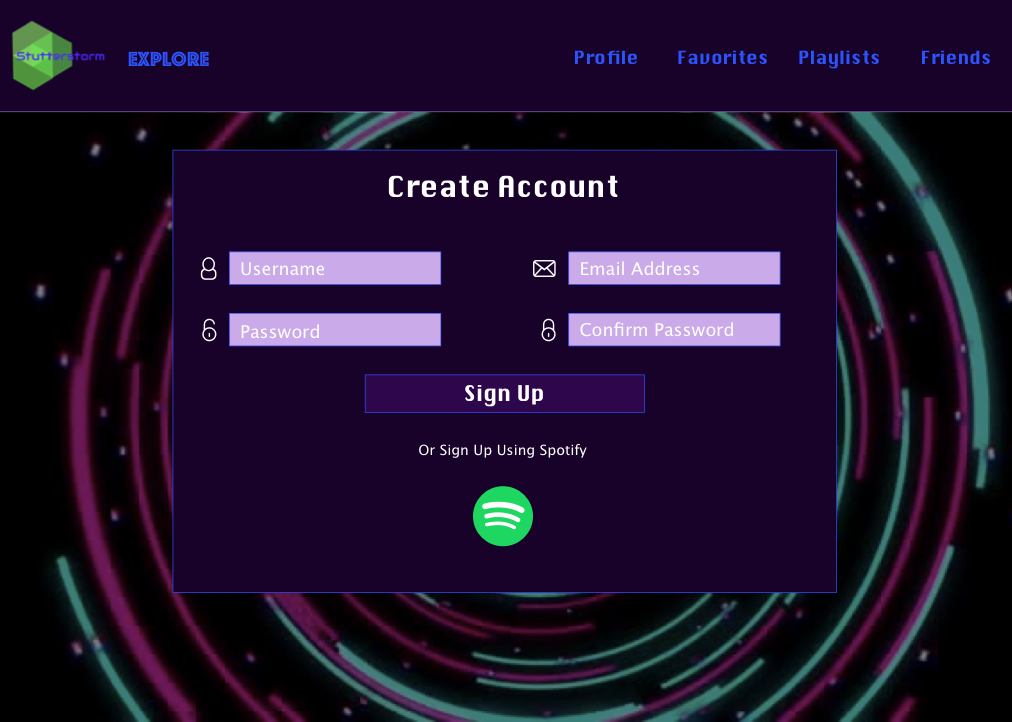 Stutterstorm
EXPLORE
Profile Favorites Playlists Friends
Create Account
Username Email Address
Password Confirm Password
Sign Up
Or Sign Up Using Spotify